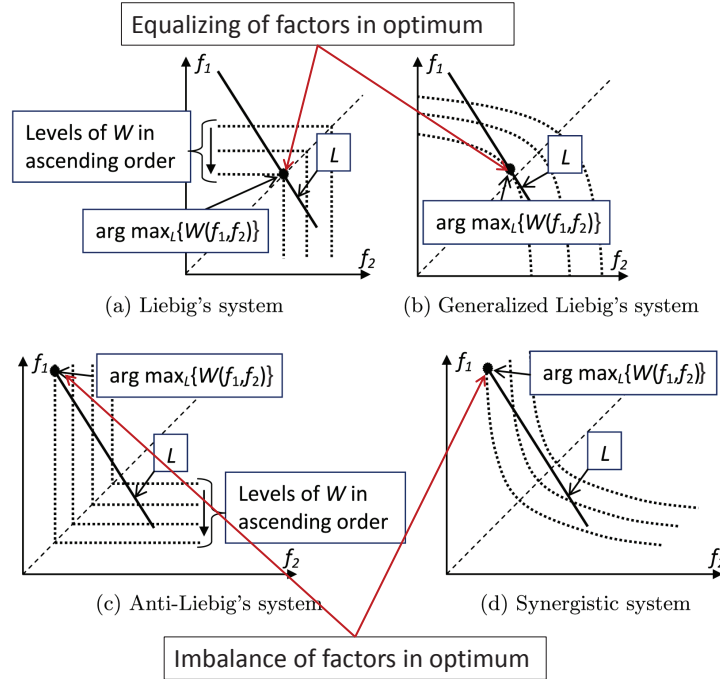 Equalizing of factors in optimum
f1
f1
Levels of W in
ascending order
L
L
arg maxL{W(f1,f2)}
arg maxL{W(f1,f2)}
f2
f2
(a) Liebig's system
(b) Generalized Liebig's system
f1
arg maxL{W(f1,f2)}
f1
arg maxL{W(f1,f2)}
L
L
Levels of W in
ascending order
f2
f2
(c) Anti-Liebig's system
(d) Synergistic system
Imbalance of factors in optimum